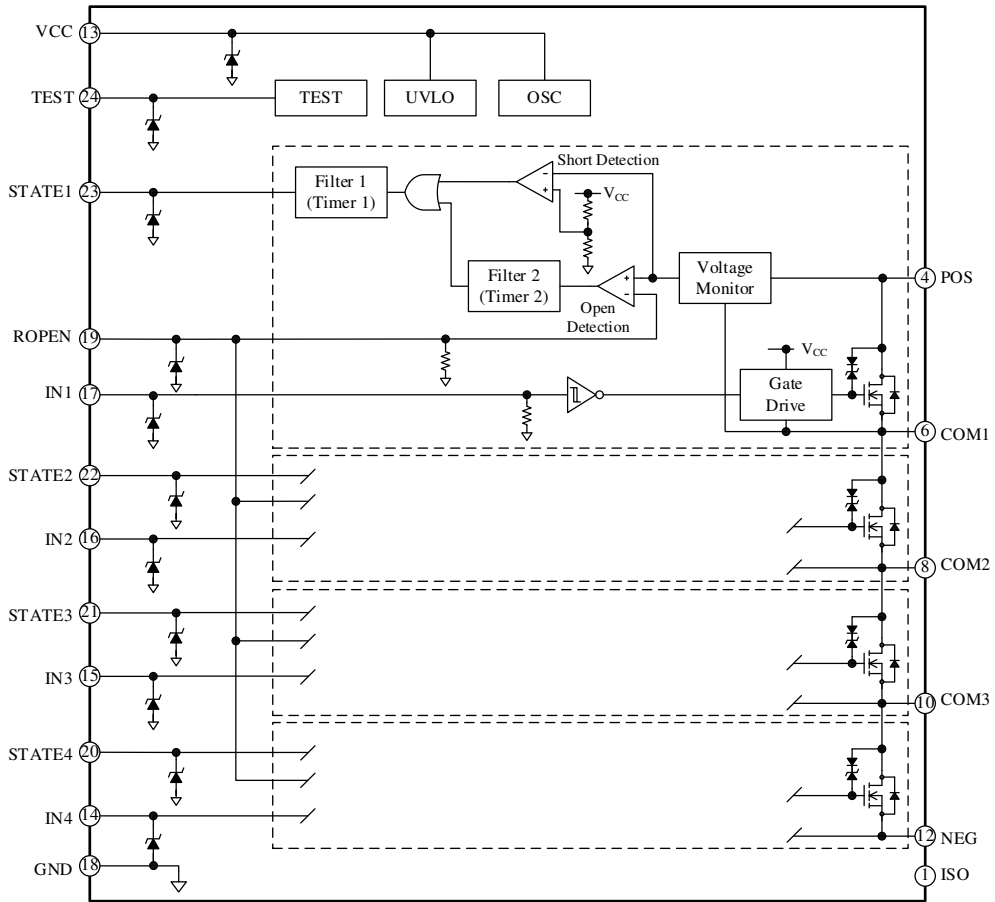 VCC 13
TEST 24
TEST
UVLO
OSC
STATE1 23
Filter 1
(Timer 1)
Short Detection
-
+
VCC
Filter 2
(Timer 2)
+
-
Open
Detection
Voltage
Monitor
4 POS
ROPEN 19
IN1 17
VCC
Gate
Drive
6 COM1
STATE2 22
IN2 16
8 COM2
STATE3 21
IN3 15
10 COM3
STATE4 20
IN4 14
12 NEG
GND 18
1 ISO